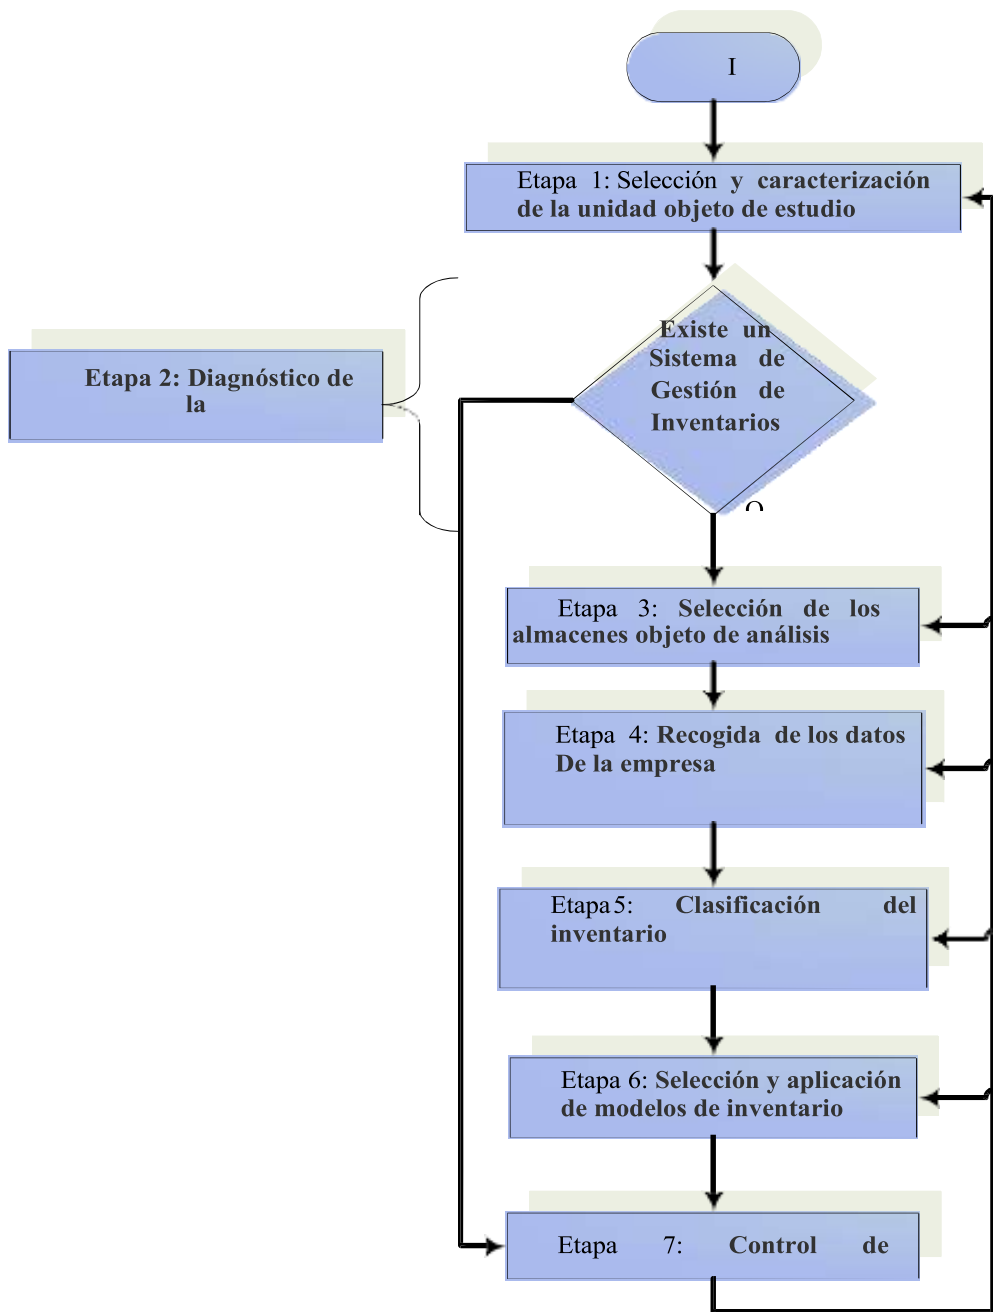 I
Etapa 1: Selección y caracterización
de la unidad objeto de estudio
Existe un
Sistema de
Gestión de
Inventarios
Etapa 2: Diagnóstico de
la
O
Etapa 3: Selección de los
almacenes objeto de análisis
Etapa 4: Recogida de los datos
De la empresa
Etapa 5: Clasificación del
inventario
Etapa 6: Selección y aplicación
de modelos de inventario
Etapa 7: Control de